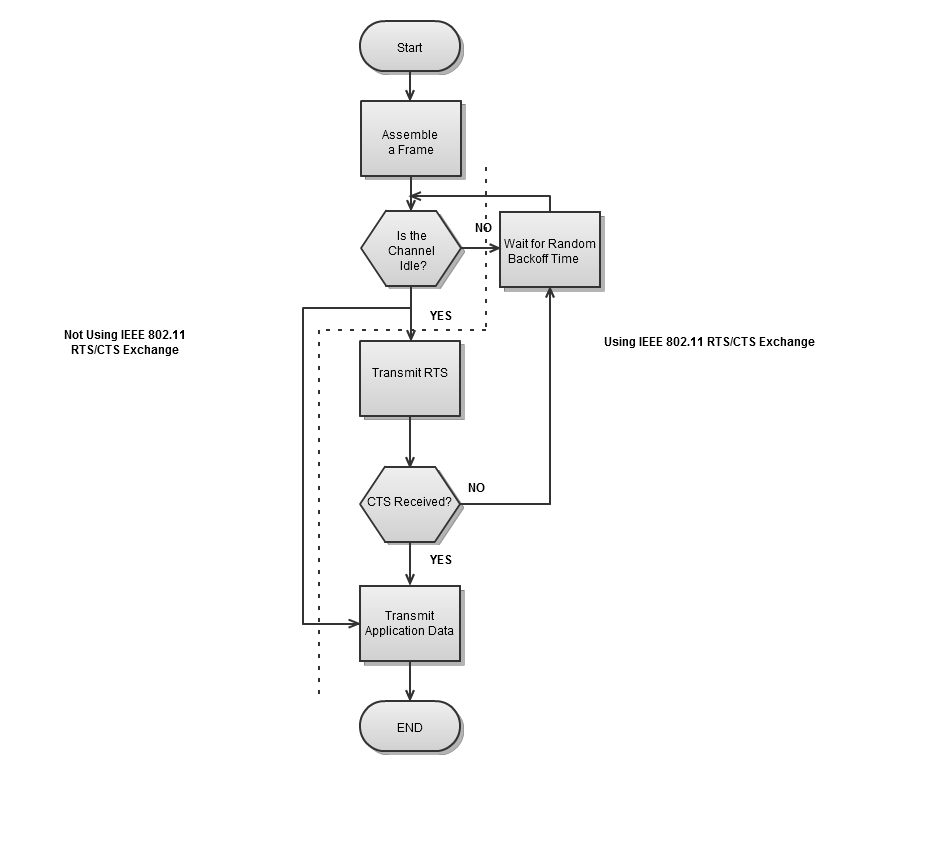 Start
Assemble
a Frame
Is the
Channel
Idle?
NO
Wait for Random
Backoff Time
YES
Not Using IEEE 802.11
RTS/CTS Exchange
Using IEEE 802.11 RTS/CTS Exchange
Transmit RTS
CTS Received?
NO
YES
Transmit
Application Data
END